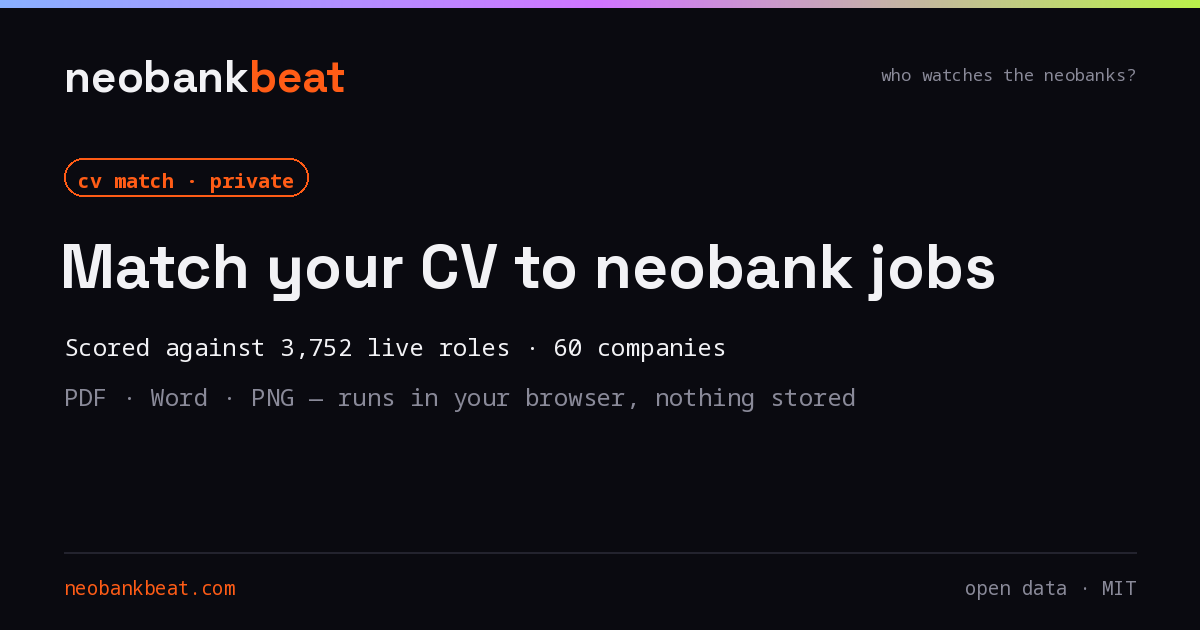 neobankbeat
who watches the neobanks?
cv match · private
Match your CV to neobank jobs
Scored against 3,752 live roles · 60 companies
PDF · Word · PNG — runs in your browser, nothing stored
neobankbeat.com
open data · MIT